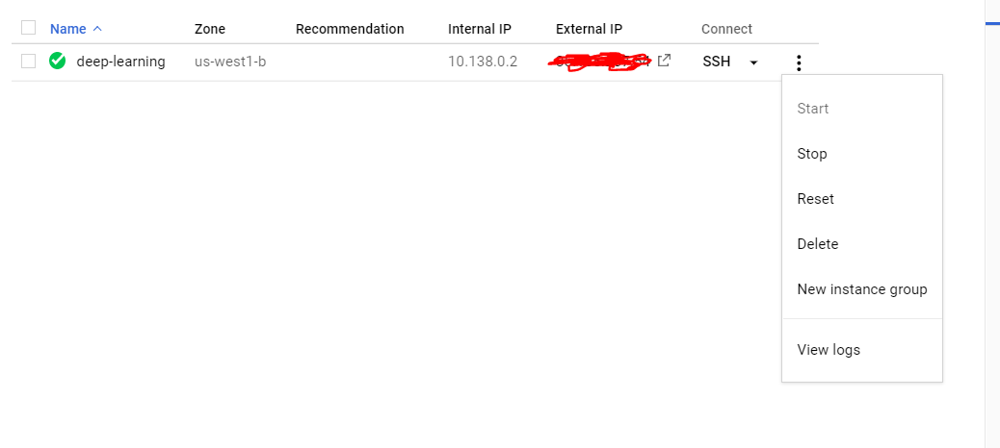 Name Zone Recommendation Internal IP External IP Connect
deep-learning us-west1-b 10.138.0.2 SSH
Start
Stop
Reset
Delete
New instance group
View logs